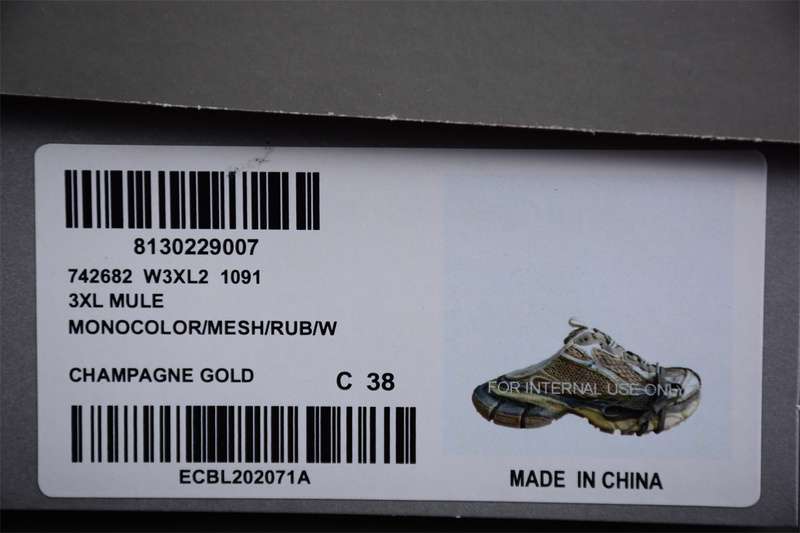 8130229007
742682 W3XL2 1091
3XL MULE
MONOCOLOR/MESH/RUB/W
CHAMPAGNE GOLD
C 38
ECBL202071A
FOR INTERNAL USE ONLY
MADE IN CHINA